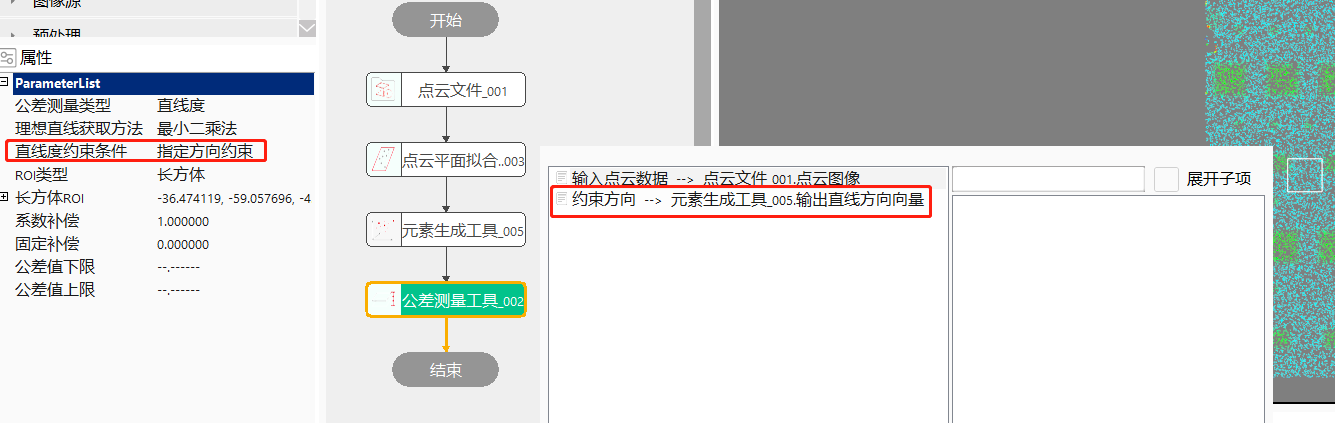 图像源
预处理
属性
ParameterList
公差测量类型 直线度
理想直线获取方法 最小二乘法
直线度约束条件 指定方向约束
ROI类型 长方体
长方体ROI -36.474119, -59.057696, -4
系数补偿 1.000000
固定补偿 0.000000
公差值下限 --.------
公差值上限 --.------
开始
点云文件_001
点云平面拟合..003
元素生成工具_005
公差测量工具_002
结束
输入点云数据 --> 点云文件_001.点云图像
约束方向 --> 元素生成工具_005.输出直线方向向量
展开子项